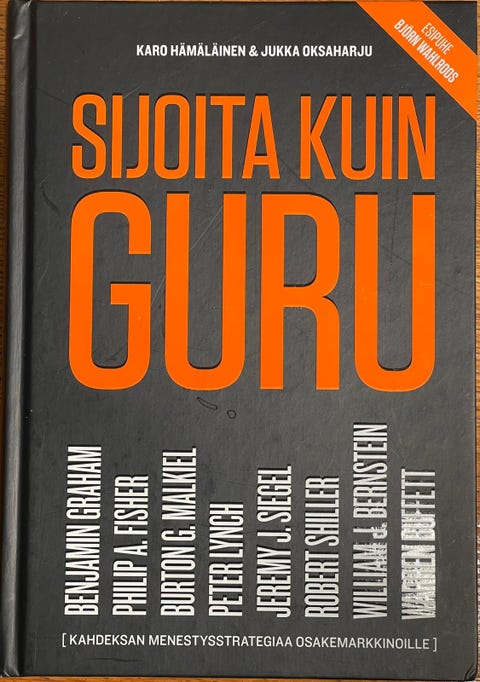 KARO HÄMÄLÄINEN & JUKKA OKSAHARJU
ESIPUHE
BJÖRN WAHLROOS
SIJOITA KUIN
GURU
BENJAMIN GRAHAM
PHILIP A. FISHER
BURTON G. MALKIEL
PETER LYNCH
JEREMY J. SIEGEL
ROBERT SHILLER
WILLIAM J. BERNSTEIN
WARREN BUFFETT
[ KAHDEKSAN MENESTYSSTRATEGIAA OSAKEMARKKINOILLE ]